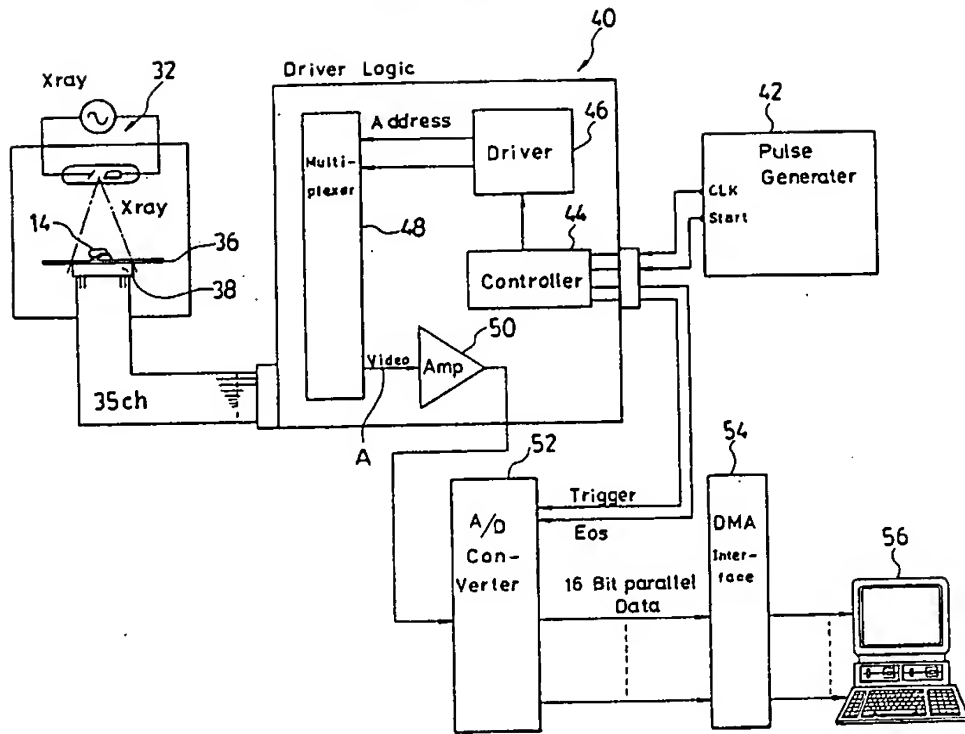 40
Xray
32
Driver Logic
42
46
Address
Driver
Pulse
Generater
Multi-
plexer
CLK
Xray
Start
14
48
44
36
Controller
38
50
Video
Amp
35ch
A
52
54
Trigger
A/D
Con-
Verter
Eos
DMA
Inter-
face
56
16 Bit parallel
Data